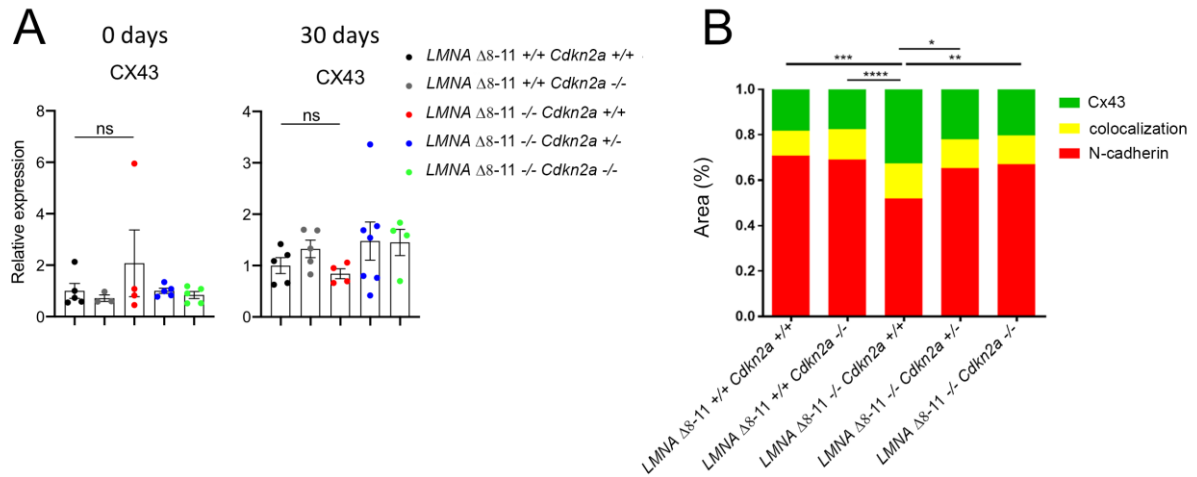 A
0 days
CX43
Relative expression
8
6
4
2
0
ns
30 days
CX43
4
3
2
1
0
ns
LMNA Δ8-11 +/+ Cdkn2a +/+
LMNA Δ8-11 +/+ Cdkn2a -/-
LMNA Δ8-11 -/- Cdkn2a +/+
LMNA Δ8-11 -/- Cdkn2a +/-
LMNA Δ8-11 -/- Cdkn2a -/-
B
*
*** **
****
Area (%)
1.0
0.8
0.6
0.4
0.2
0.0
Cx43
colocalization
N-cadherin
LMNA Δ8-11 +/+ Cdkn2a +/+
LMNA Δ8-11 +/+ Cdkn2a -/-
LMNA Δ8-11 -/- Cdkn2a +/+
LMNA Δ8-11 -/- Cdkn2a +/-
LMNA Δ8-11 -/- Cdkn2a -/-